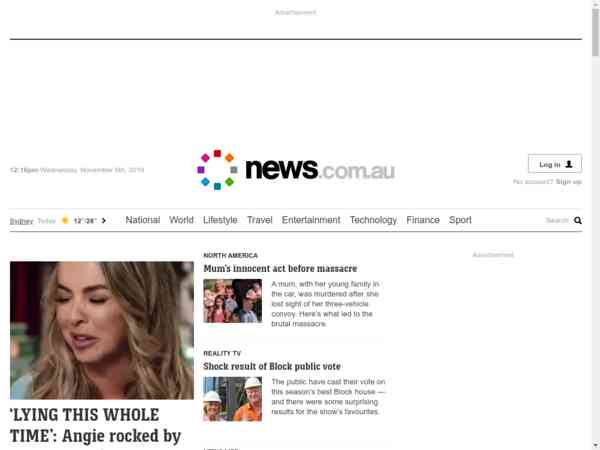 Advertisement
12:16pm Wednesday, November 6th, 2019
news.com.au
Log in
No account? Sign up
Sydney Today 12°/28°
National World Lifestyle Travel Entertainment Technology Finance Sport
Search
NORTH AMERICA
Mum's innocent act before massacre
A mum, with her young family in
the car, was murdered after she
lost sight of her three-vehicle
convoy. Here's what led to the
brutal massacre.
REALITY TV
Shock result of Block public vote
The public have cast their vote on
this season's best Block house —
and there were some surprising
results for the show's favourites.
Advertisement
'LYING THIS WHOLE
TIME': Angie rocked by